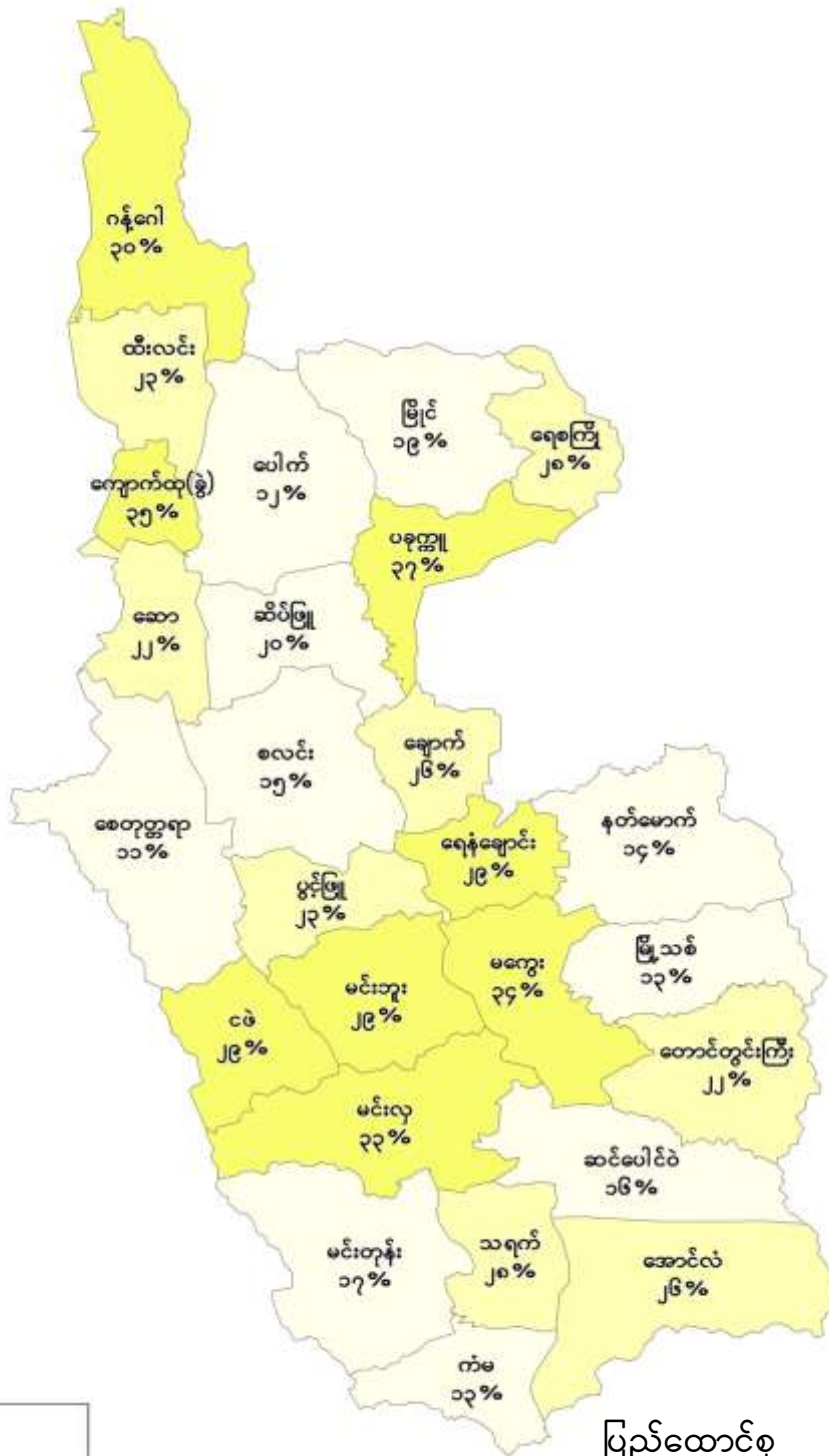 ဂန့်ဂေါ
၃၀%
ထီးလင်း
၂၃%
မြိုင်
၁၉%
ရေစကြို
၂၈%
ပေါက်
၁၂%
ကျောက်ထု(ခွဲ)
၃၅%
ပခုက္ကူ
၃၇%
ဆော
၂၂%
ဆိပ်ဖြူ
၂၀%
စလင်း
၁၅%
ချောက်
၂၆%
စေတုတ္တရာ
၁၁%
ရေနံချောင်း
၂၉%
နတ်မောက်
၁၄%
ပွင့်ဖြူ
၂၃%
မြို့သစ်
၁၃%
မကွေး
၃၄%
မင်းဘူး
၂၉%
ငဖဲ
၂၉%
တောင်တွင်းကြီး
၂၂%
မင်းလှ
၃၃%
ဆင်ပေါင်ဝဲ
၁၆%
မင်းတုန်း
၁၇%
သရက်
၂၈%
အောင်လံ
၂၆%
ကံမ
၁၃%
ပြည်ထောင်စု